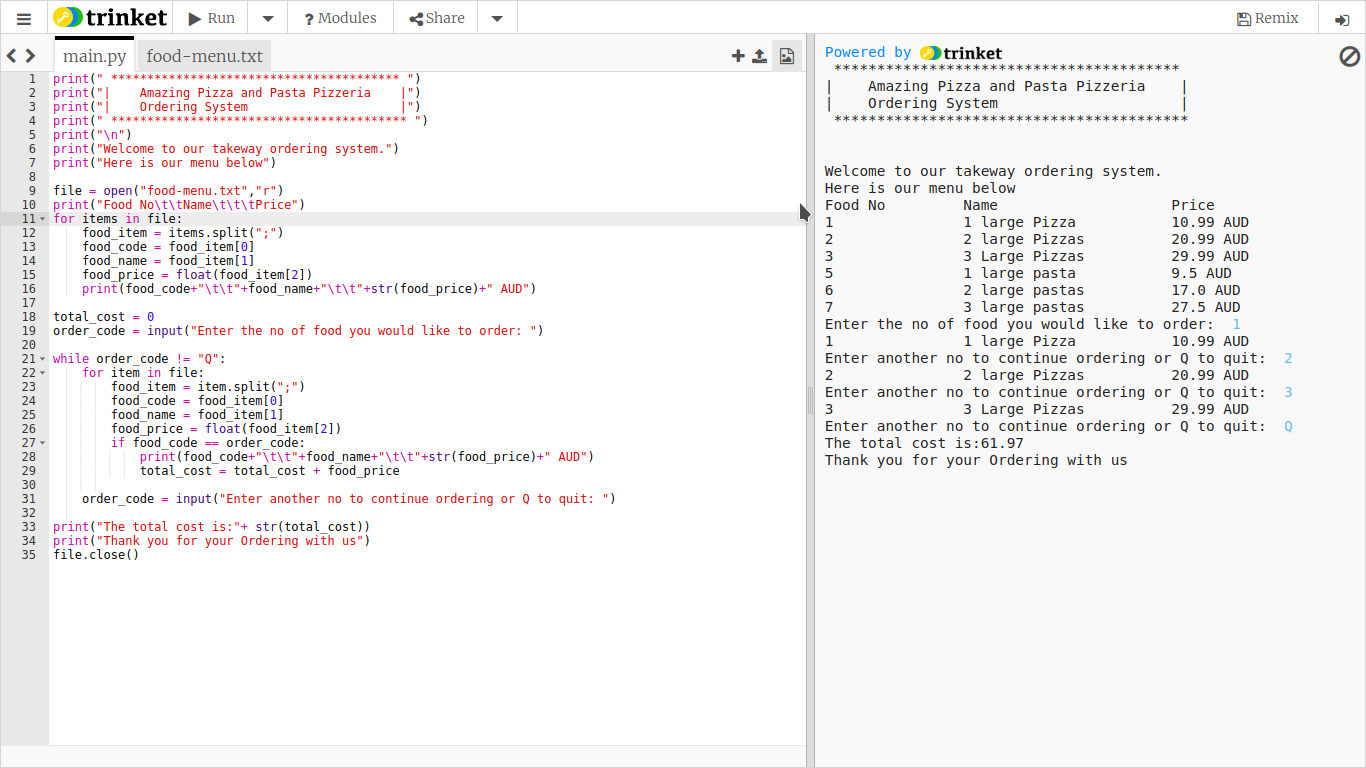 trinket Run Modules Share Remix
main.py food-menu.txt
1 print(" **************************************** ")
2 print("|    Amazing Pizza and Pasta Pizzeria    |")
3 print("|    Ordering System                     |")
4 print(" ***************************************** ")
5 print("\n")
6 print("Welcome to our takeway ordering system.")
7 print("Here is our menu below")
8
9 file = open("food-menu.txt","r")
10 print("Food No\t\tName\t\t\tPrice")
11 for items in file:
12     food_item = items.split(";")
13     food_code = food_item[0]
14     food_name = food_item[1]
15     food_price = float(food_item[2])
16     print(food_code+"\t\t"+food_name+"\t\t"+str(food_price)+" AUD")
17
18 total_cost = 0
19 order_code = input("Enter the no of food you would like to order: ")
20
21 while order_code != "Q":
22     for item in file:
23         food_item = item.split(";")
24         food_code = food_item[0]
25         food_name = food_item[1]
26         food_price = float(food_item[2])
27         if food_code == order_code:
28             print(food_code+"\t\t"+food_name+"\t\t"+str(food_price)+" AUD")
29             total_cost = total_cost + food_price
30
31     order_code = input("Enter another no to continue ordering or Q to quit: ")
32
33 print("The total cost is:"+ str(total_cost))
34 print("Thank you for your Ordering with us")
35 file.close()
Powered by trinket
 ****************************************
|    Amazing Pizza and Pasta Pizzeria    |
|    Ordering System                     |
 *****************************************
Welcome to our takeway ordering system.
Here is our menu below
Food No         Name                    Price
1               1 large Pizza           10.99 AUD
2               2 large Pizzas          20.99 AUD
3               3 Large Pizzas          29.99 AUD
5               1 large pasta           9.5 AUD
6               2 large pastas          17.0 AUD
7               3 large pastas          27.5 AUD
Enter the no of food you would like to order:  1
1               1 large Pizza           10.99 AUD
Enter another no to continue ordering or Q to quit:  2
2               2 large Pizzas          20.99 AUD
Enter another no to continue ordering or Q to quit:  3
3               3 Large Pizzas          29.99 AUD
Enter another no to continue ordering or Q to quit:  Q
The total cost is:61.97
Thank you for your Ordering with us